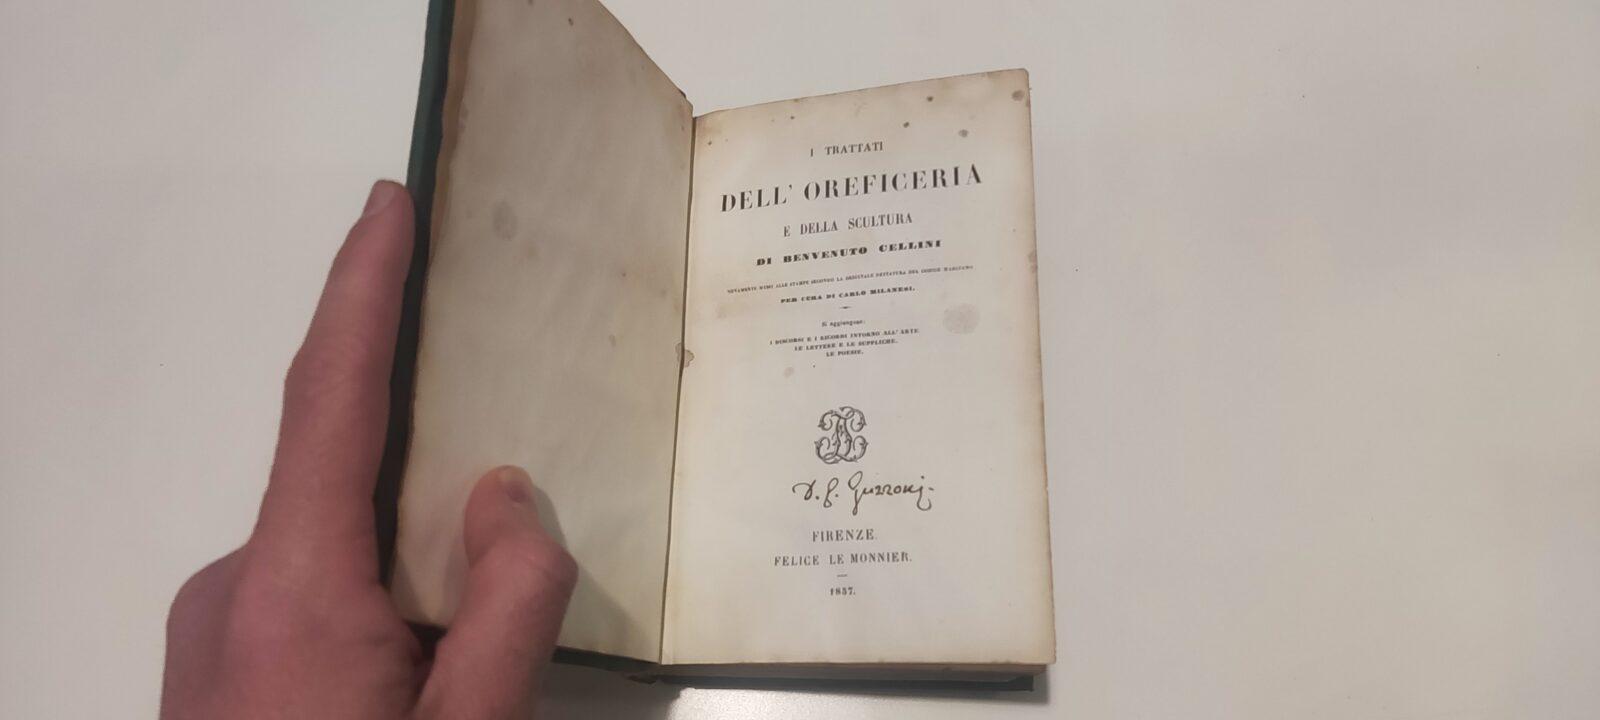 I TRATTATI
DELL' OREFICERIA
E DELLA SCULTURA
DI BENVENUTO CELLINI
NOVAMENTE MESSI ALLE STAMPE SECONDO LA ORIGINALE DETTATURA DEL CODICE MARCIANO
PER CURA DI CARLO MILANESI.
Si aggiungono:
I DISCORSI E I RICORDI INTORNO ALL' ARTE
LE LETTERE E LE SUPPLICHE.
LE POESIE.
Guzzoni.
FIRENZE.
FELICE LE MONNIER.
1857.